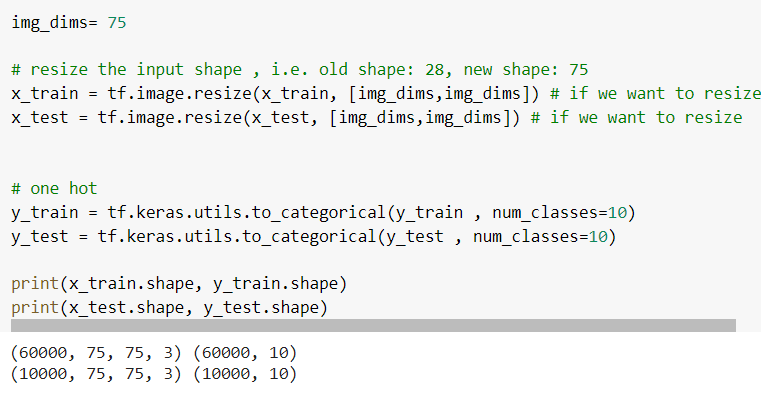 img_dims= 75
# resize the input shape , i.e. old shape: 28, new shape: 75
x_train = tf.image.resize(x_train, [img_dims,img_dims]) # if we want to resize
x_test = tf.image.resize(x_test, [img_dims,img_dims]) # if we want to resize
# one hot
y_train = tf.keras.utils.to_categorical(y_train , num_classes=10)
y_test = tf.keras.utils.to_categorical(y_test , num_classes=10)
print(x_train.shape, y_train.shape)
print(x_test.shape, y_test.shape)
(60000, 75, 75, 3) (60000, 10)
(10000, 75, 75, 3) (10000, 10)